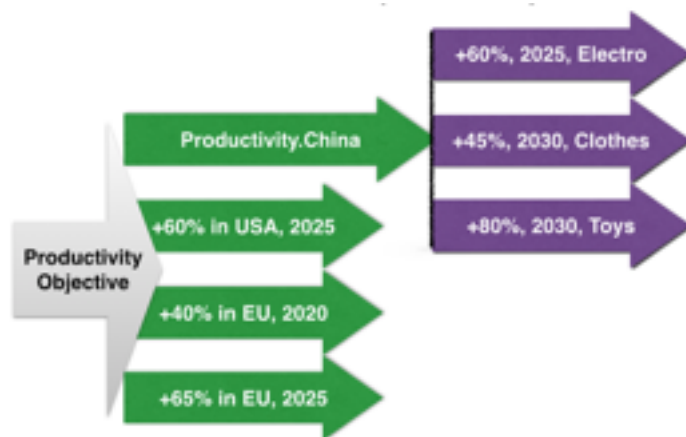 +60%, 2025, Electro
Productivity.China
+45%, 2030, Clothes
+60% in USA, 2025
+80%, 2030, Toys
Productivity
Objective
+40% in EU, 2020
+65% in EU, 2025